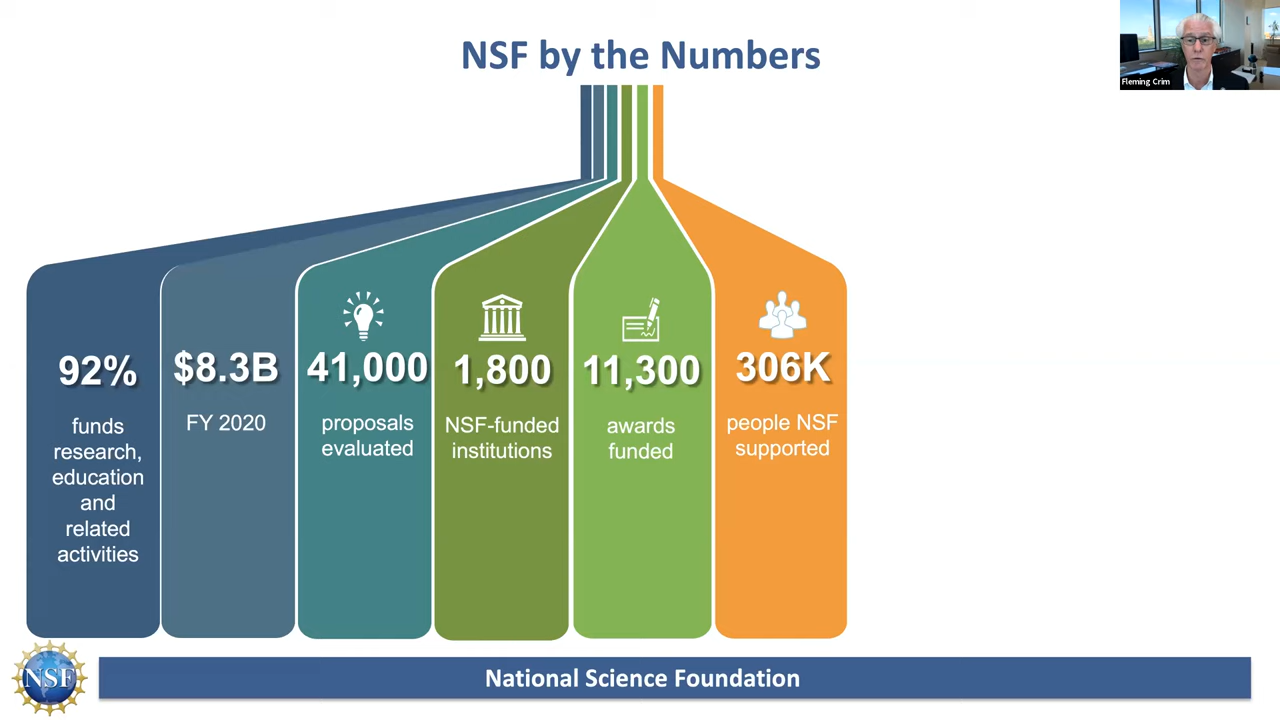 NSF by the Numbers
Fleming Crim
92%
funds
research,
education
and
related
activities
$8.3B
FY 2020
41,000
proposals
evaluated
1,800
NSF-funded
institutions
11,300
awards
funded
306K
people NSF
supported
NSF
National Science Foundation